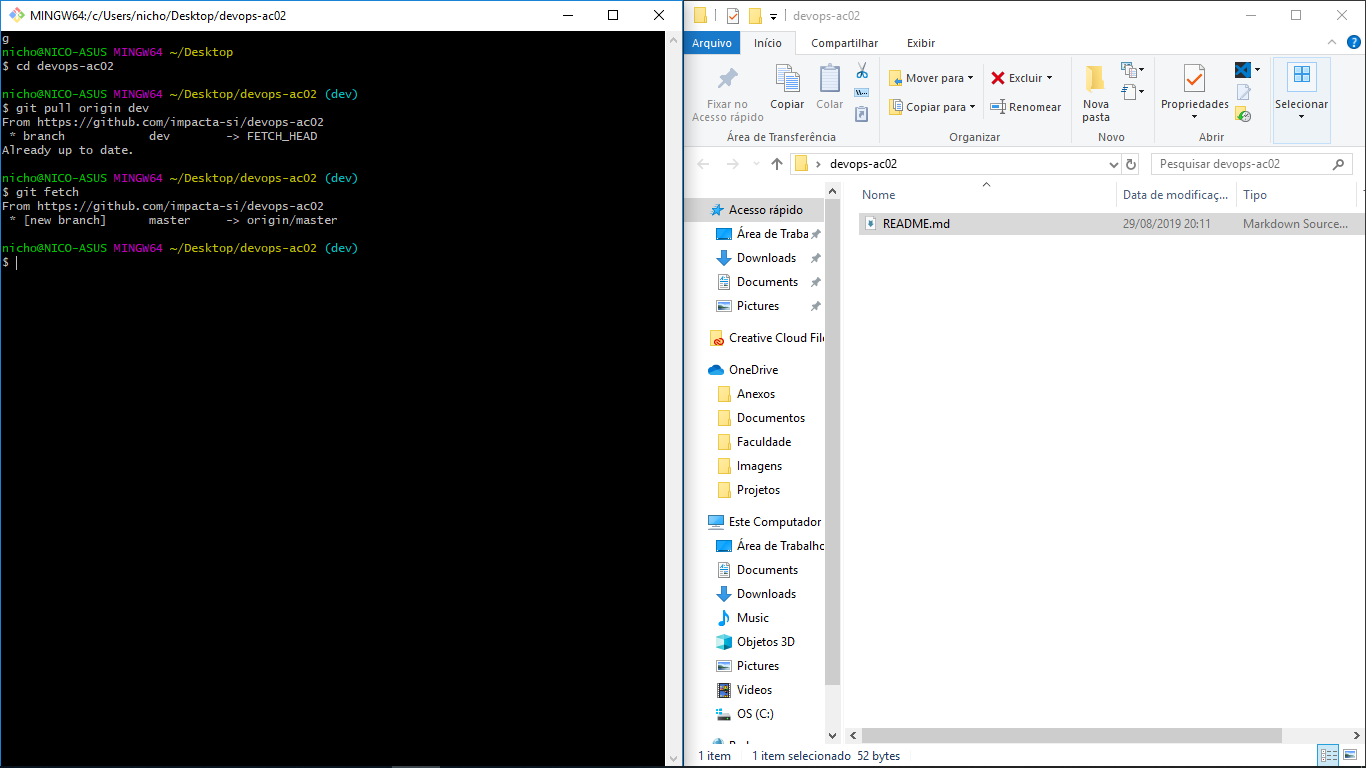 MINGW64:/c/Users/nicho/Desktop/devops-ac02
g
nicho@NICO-ASUS MINGW64 ~/Desktop
$ cd devops-ac02
nicho@NICO-ASUS MINGW64 ~/Desktop/devops-ac02 (dev)
$ git pull origin dev
From https://github.com/impacta-si/devops-ac02
 * branch            dev        -> FETCH_HEAD
Already up to date.
nicho@NICO-ASUS MINGW64 ~/Desktop/devops-ac02 (dev)
$ git fetch
From https://github.com/impacta-si/devops-ac02
 * [new branch]      master     -> origin/master
nicho@NICO-ASUS MINGW64 ~/Desktop/devops-ac02 (dev)
$
devops-ac02
Arquivo Início Compartilhar Exibir
Fixar no
Acesso rápido
Copiar
Colar
Área de Transferência
Mover para
Copiar para
Excluir
Renomear
Organizar
Nova
pasta
Novo
Propriedades
Abrir
Selecionar
devops-ac02
Pesquisar devops-ac02
Nome Data de modificaç... Tipo
README.md 29/08/2019 20:11 Markdown Source...
Acesso rápido
Área de Traba
Downloads
Documents
Pictures
Creative Cloud File
OneDrive
Anexos
Documentos
Faculdade
Imagens
Projetos
Este Computador
Área de Trabalho
Documents
Downloads
Music
Objetos 3D
Pictures
Videos
OS (C:)
1 item 1 item selecionado 52 bytes